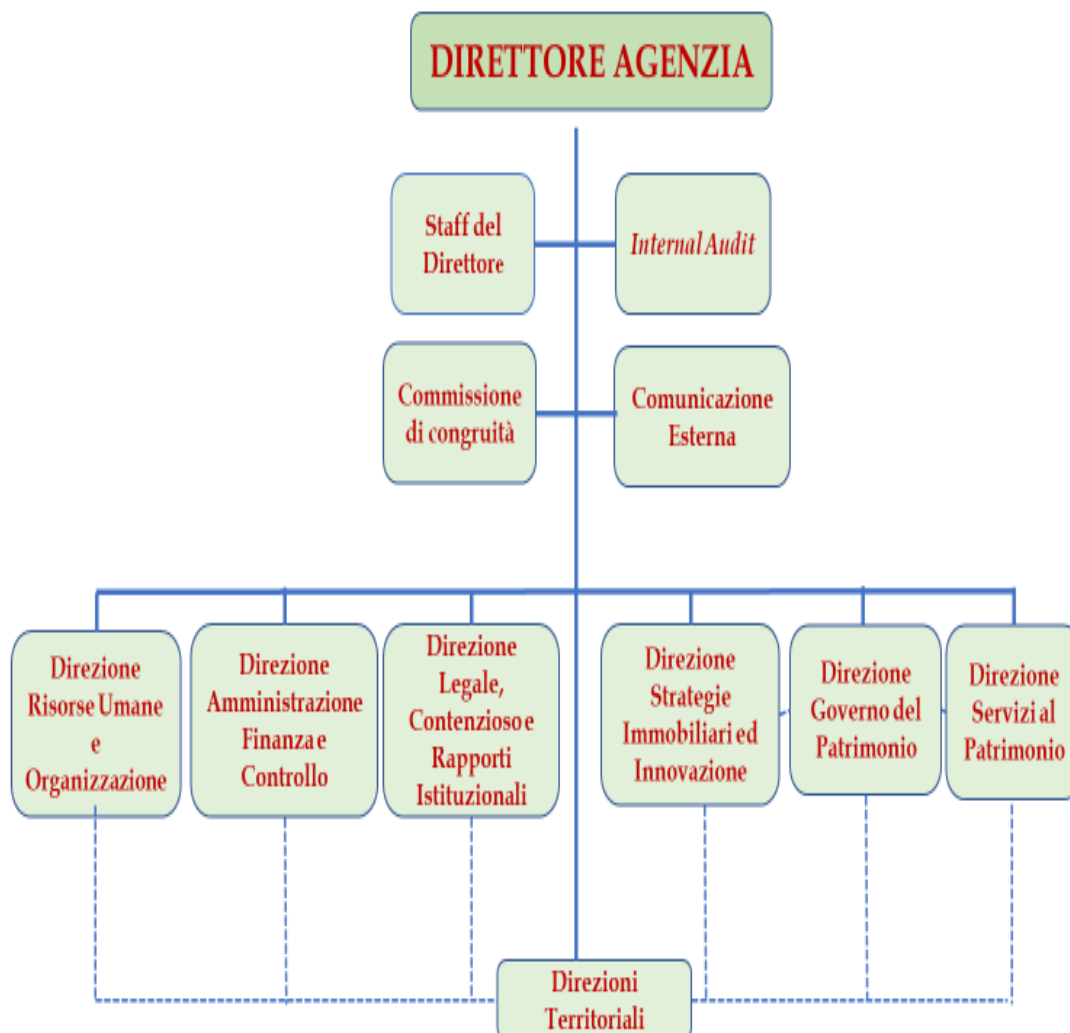 DIRETTORE AGENZIA
Staff del
Direttore
Internal Audit
Commissione
di congruità
Comunicazione
Esterna
Direzione
Risorse Umane
e
Organizzazione
Direzione
Amministrazione
Finanza e
Controllo
Direzione
Legale,
Contenzioso e
Rapporti
Istituzionali
Direzione
Strategie
Immobiliari ed
Innovazione
Direzione
Governo del
Patrimonio
Direzione
Servizi al
Patrimonio
Direzioni
Territoriali